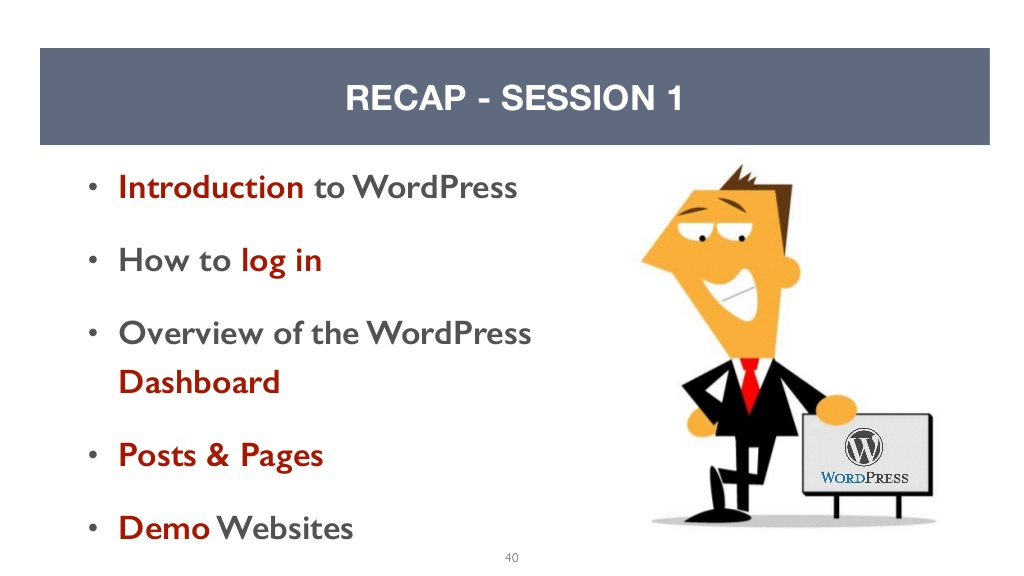 RECAP - SESSION 1
• Introduction to WordPress
• How to log in
• Overview of the WordPress
Dashboard
• Posts & Pages
• Demo Websites
WORDPRESS
40